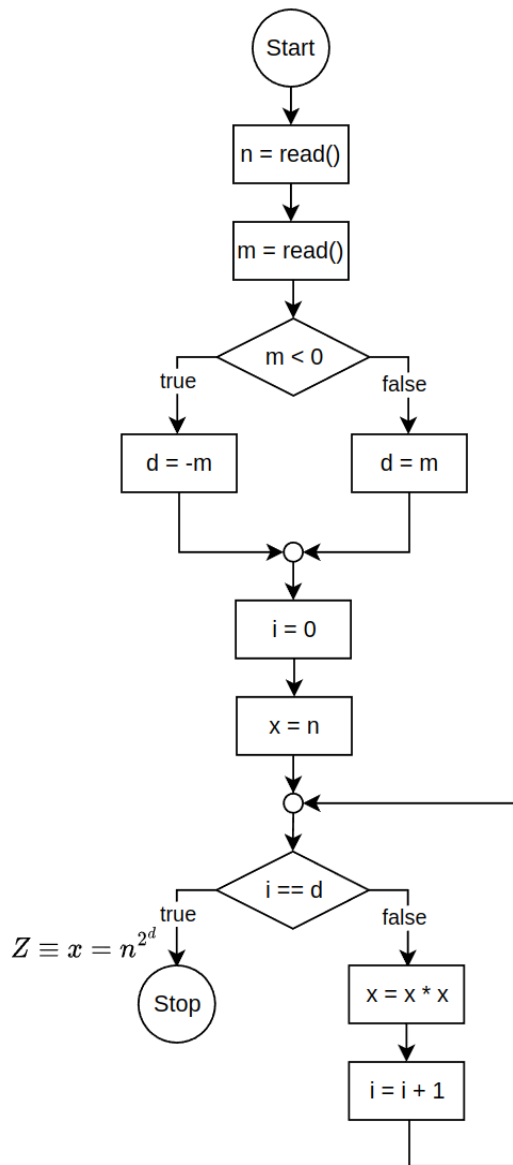 Start
n = read()
m = read()
m < 0
true
false
d = -m
d = m
i = 0
x = n
i == d
true
false
Z ≡ x = n^{2^d}
Stop
x = x * x
i = i + 1